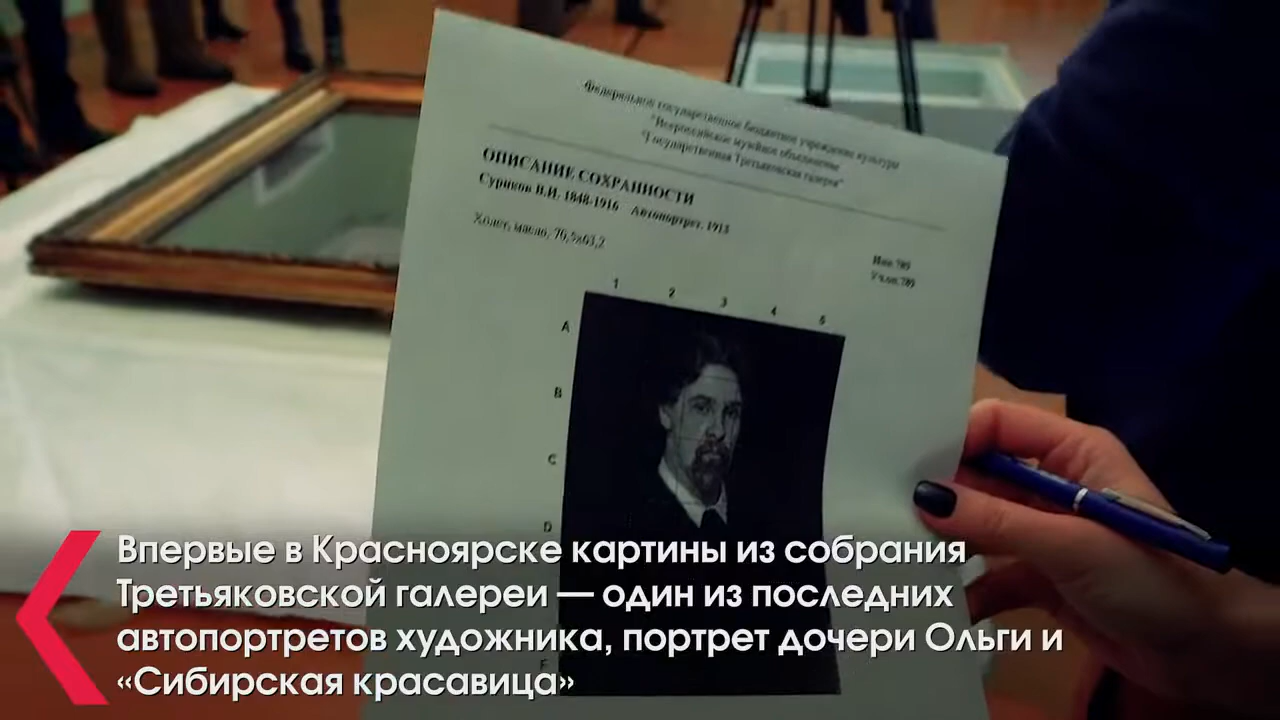 Федеральное государственное бюджетное учреждение культуры
"Всероссийское музейное объединение
"Государственная Третьяковская галерея"
ОПИСАНИЕ СОХРАННОСТИ
Суриков В.И. 1848-1916 Автопортрет. 1913
Холст, масло, 76,5х63,2
Инв.789
1 2 3 4 5
A
B
C
D
F
Впервые в Красноярске картины из собрания
Третьяковской галереи — один из последних
автопортретов художника, портрет дочери Ольги и
«Сибирская красавица»